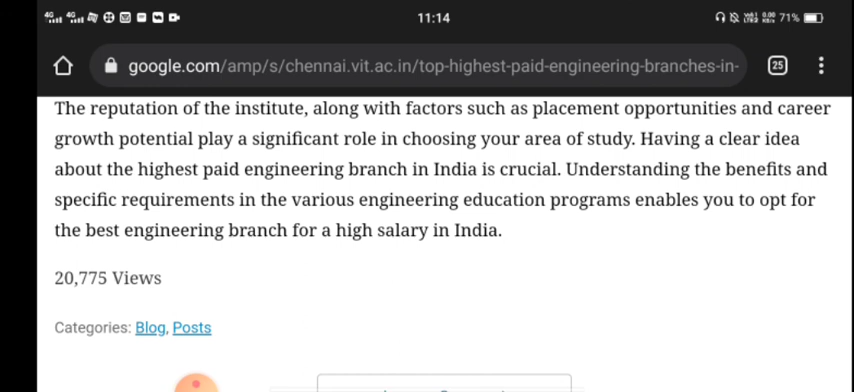 4G 4G 11:14 71%
google.com/amp/s/chennai.vit.ac.in/top-highest-paid-engineering-branches-in- 25
The reputation of the institute, along with factors such as placement opportunities and career
growth potential play a significant role in choosing your area of study. Having a clear idea
about the highest paid engineering branch in India is crucial. Understanding the benefits and
specific requirements in the various engineering education programs enables you to opt for
the best engineering branch for a high salary in India.
20,775 Views
Categories: Blog, Posts